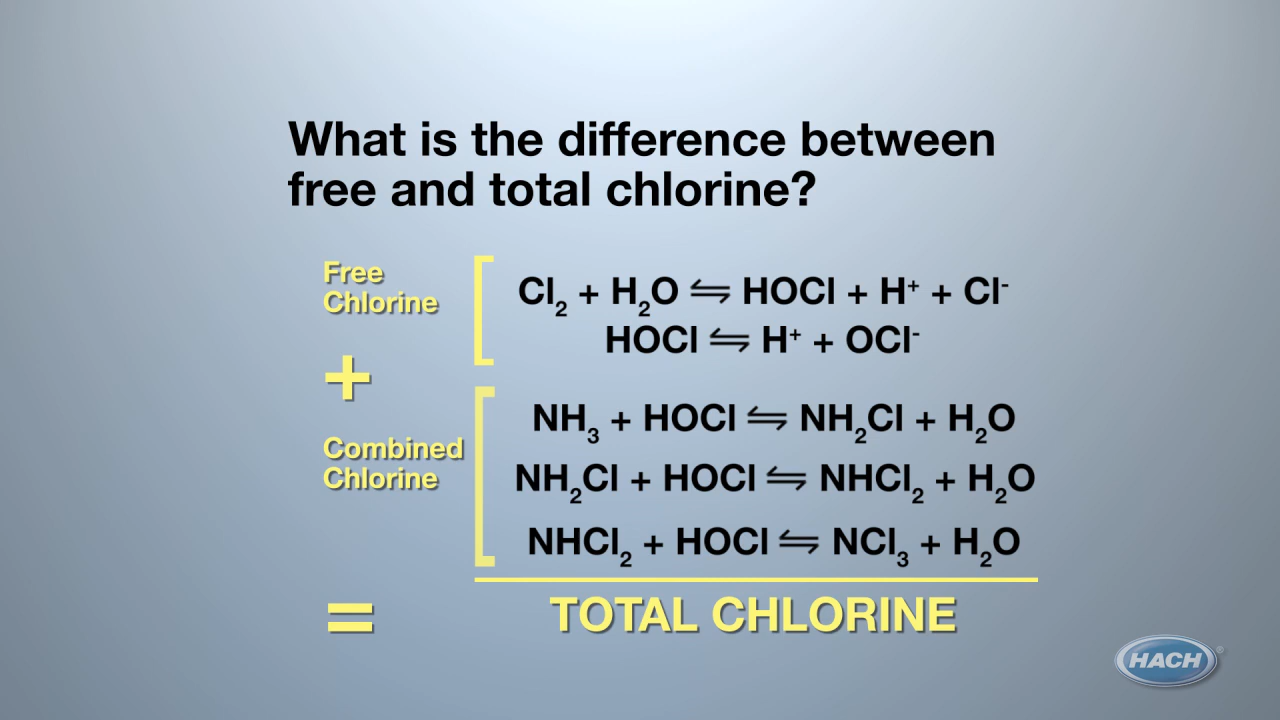 What is the difference between
free and total chlorine?
Free
Chlorine
Cl₂ + H₂O ⇋ HOCl + H⁺ + Cl⁻
HOCl ⇋ H⁺ + OCl⁻
+
Combined
Chlorine
NH₃ + HOCl ⇋ NH₂Cl + H₂O
NH₂Cl + HOCl ⇋ NHCl₂ + H₂O
NHCl₂ + HOCl ⇋ NCl₃ + H₂O
= TOTAL CHLORINE
HACH®